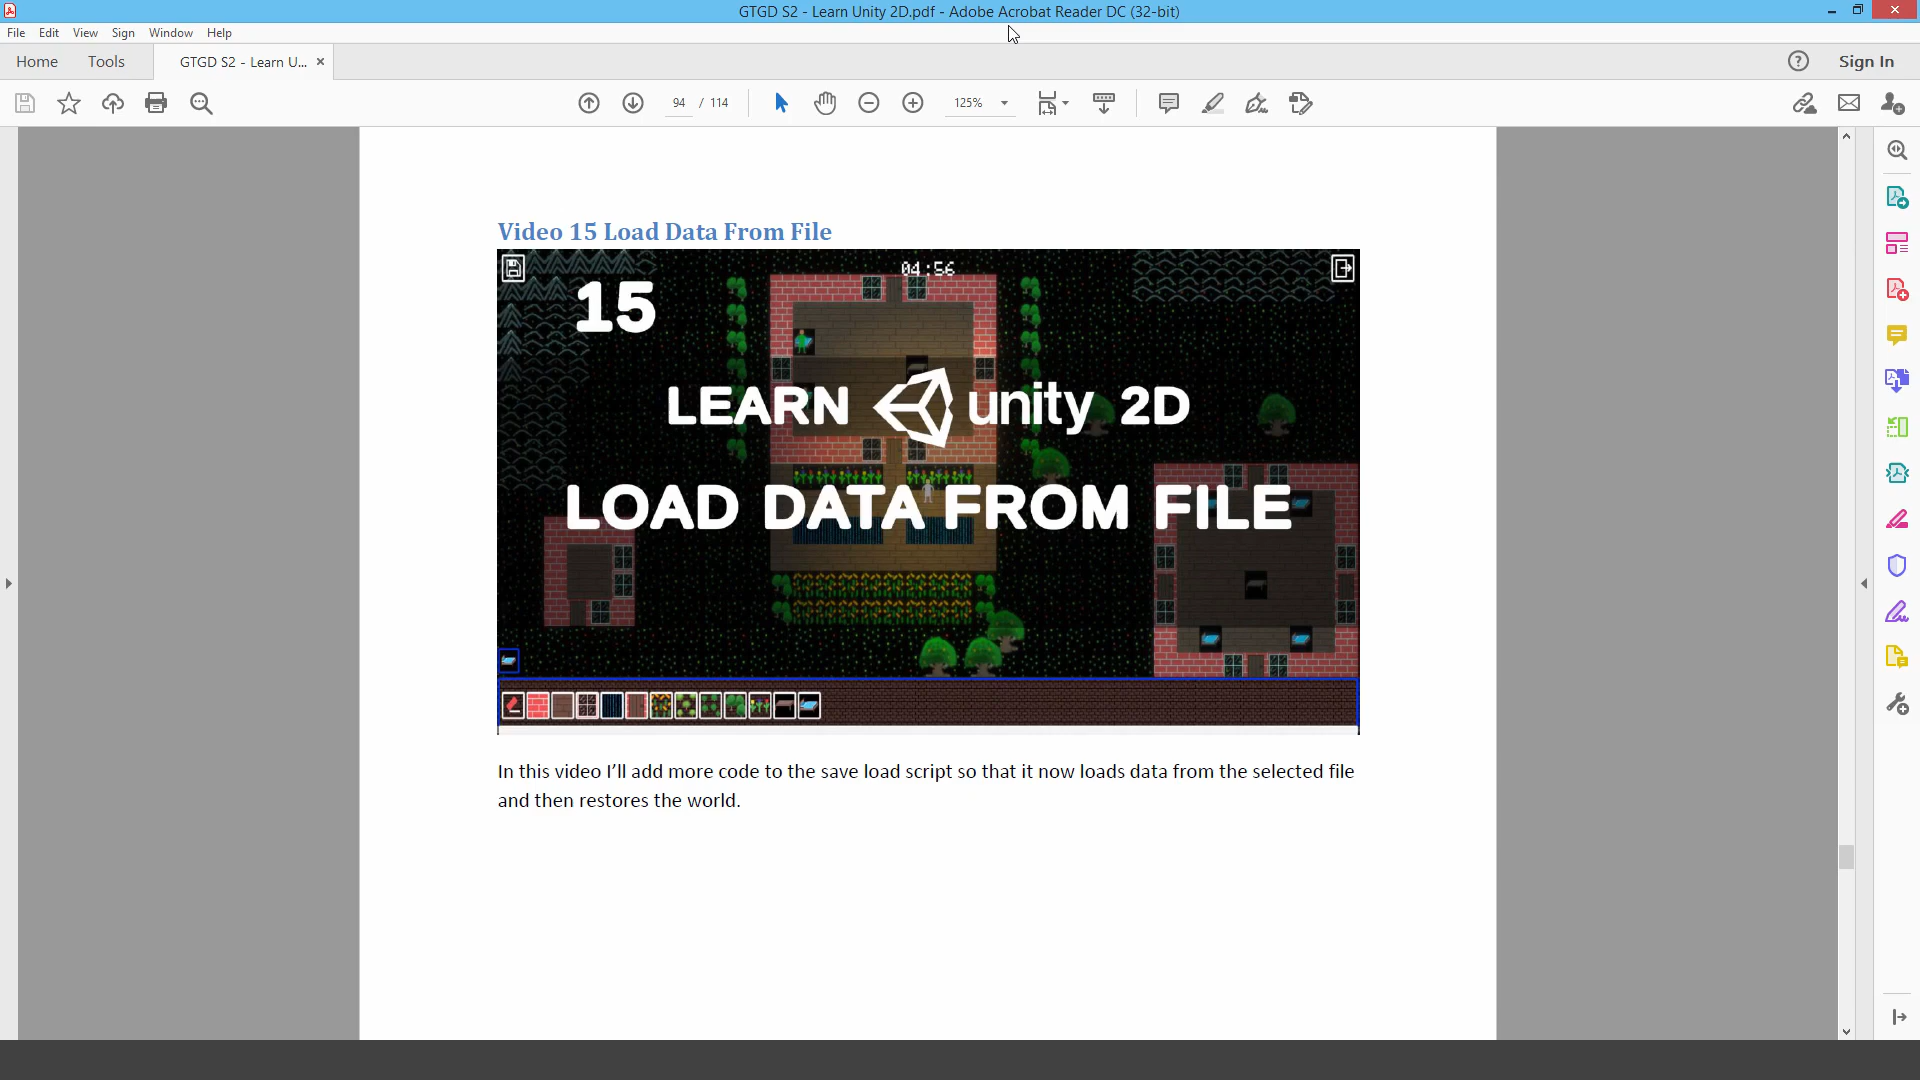 GTGD S2 - Learn Unity 2D.pdf - Adobe Acrobat Reader DC (32-bit)
File Edit View Sign Window Help
Home Tools GTGD S2 - Learn U... Sign In
94 / 114 125%
Video 15 Load Data From File
04:56
15
LEARN unity 2D
LOAD DATA FROM FILE
In this video I’ll add more code to the save load script so that it now loads data from the selected file
and then restores the world.